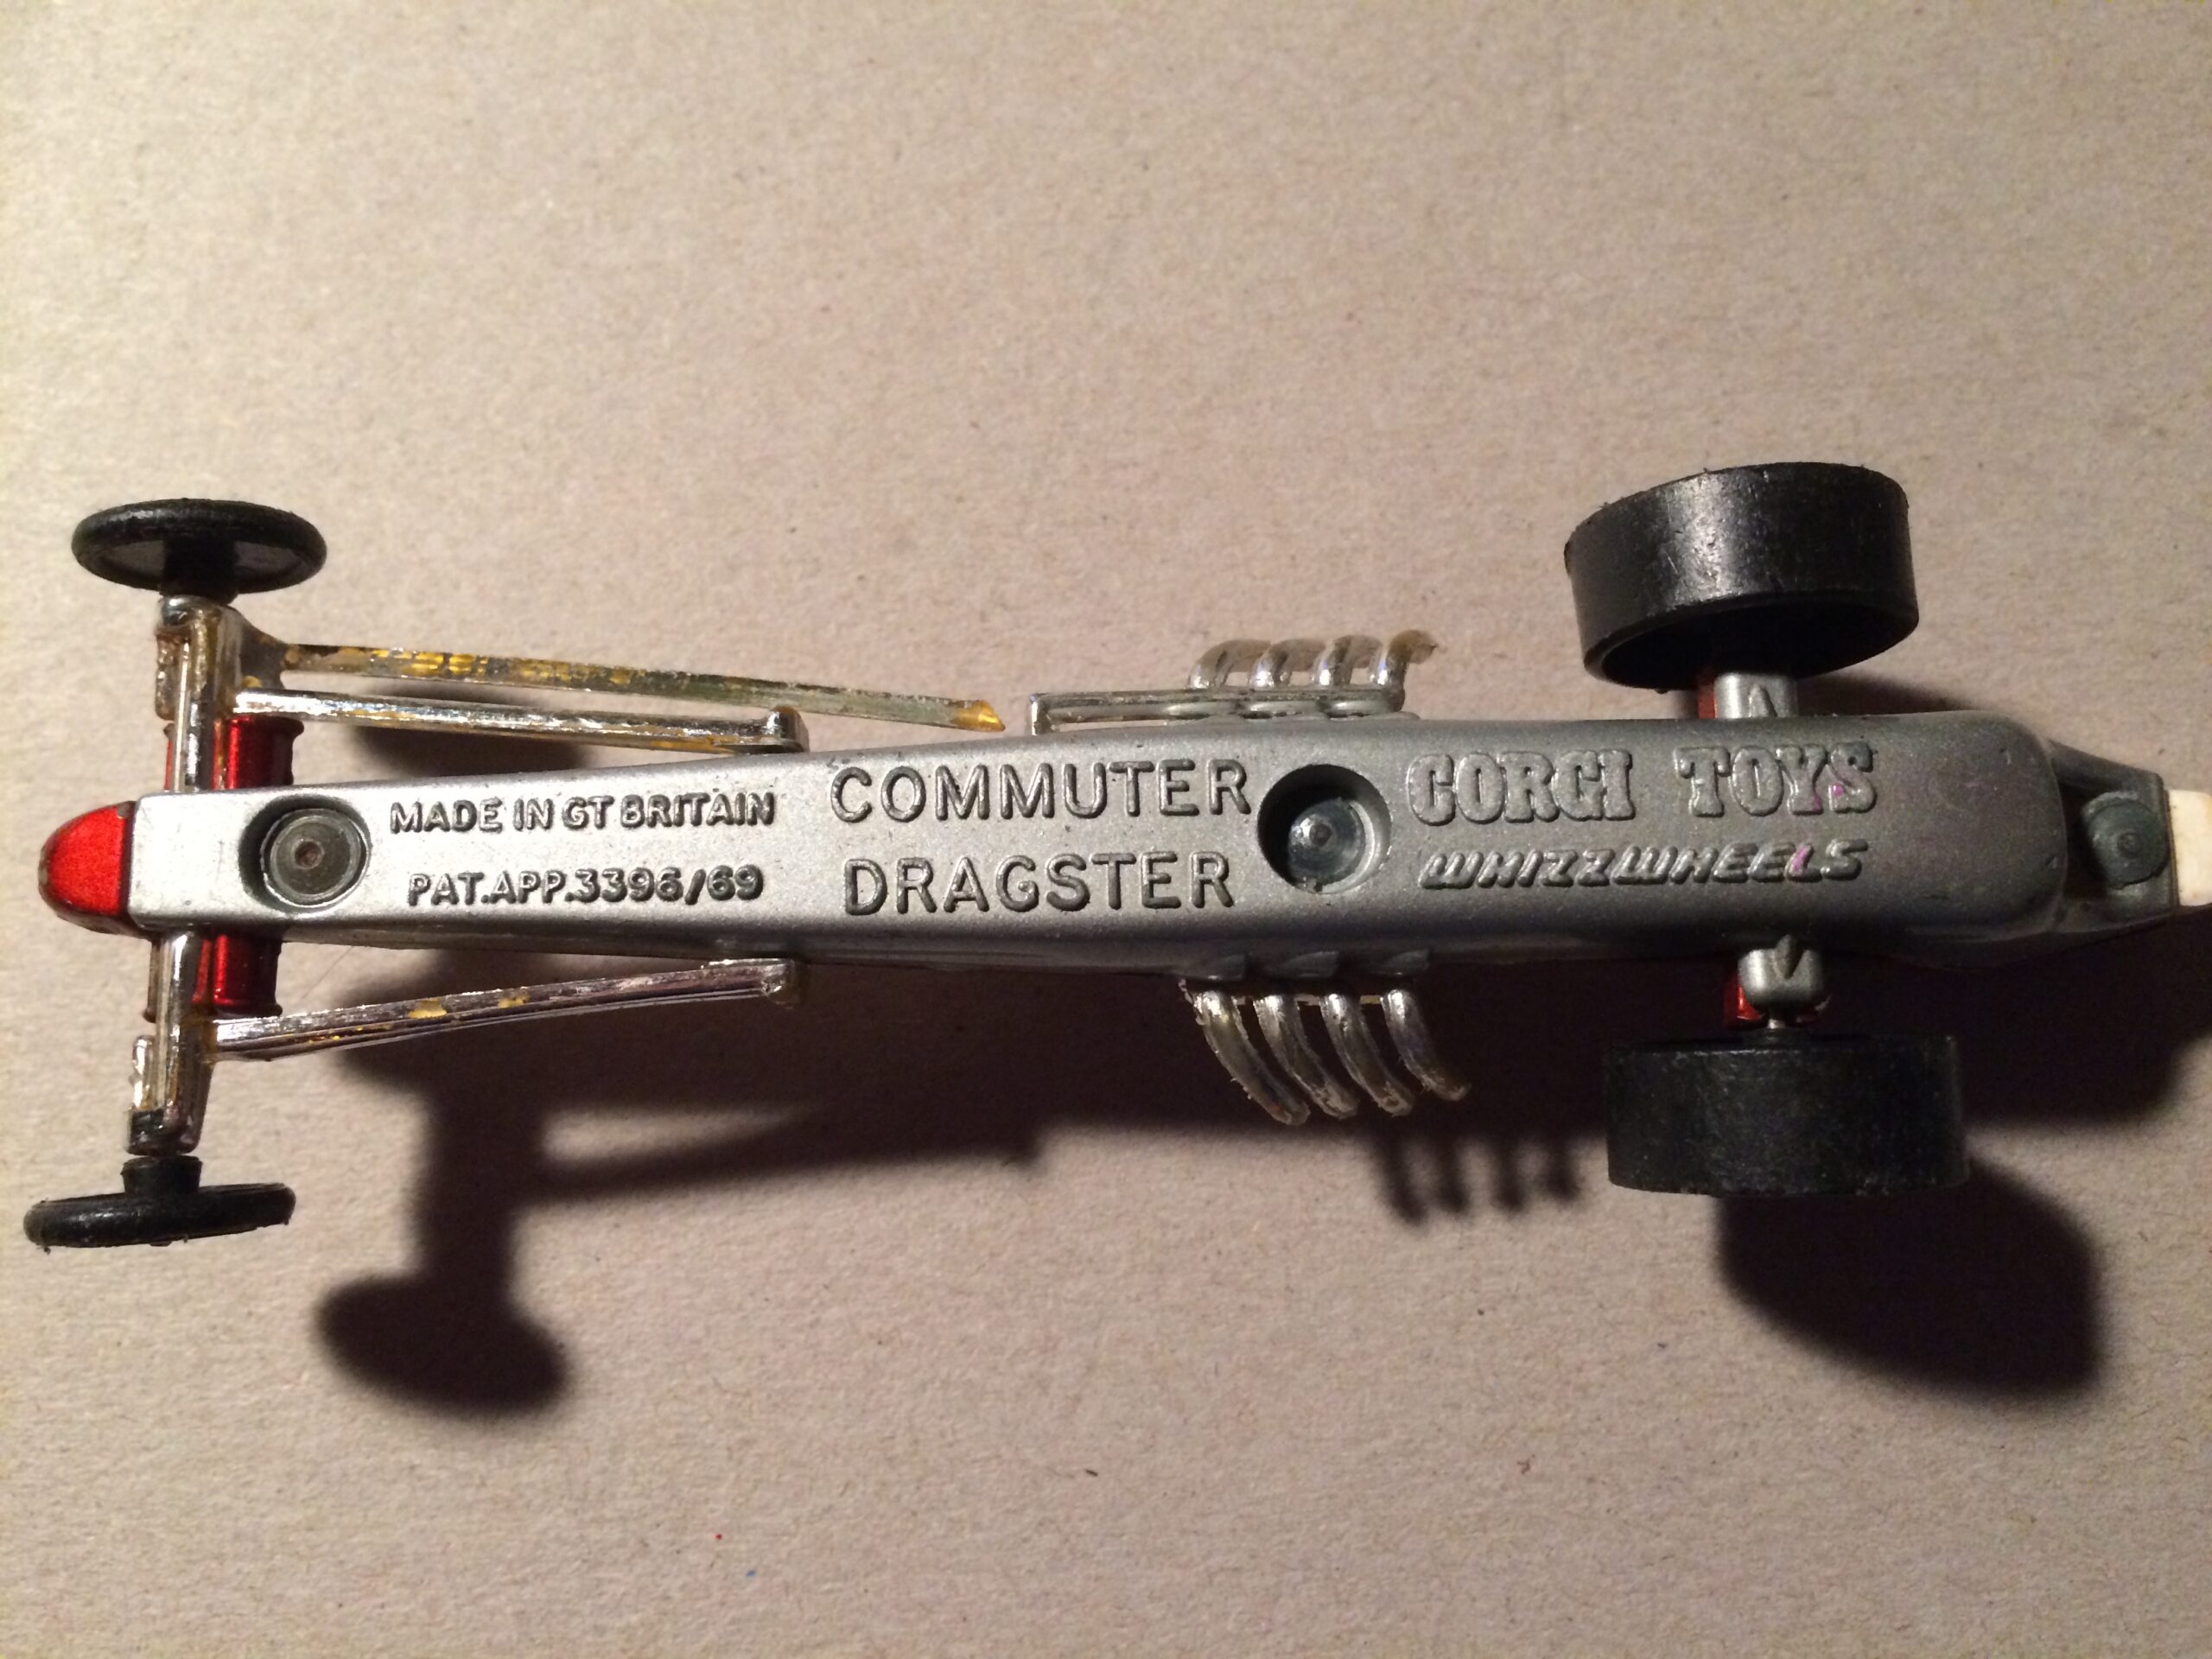 MADE IN GT BRITAIN
PAT.APP.3396/69
COMMUTER
DRAGSTER
CORGI TOYS
WHIZZWHEELS